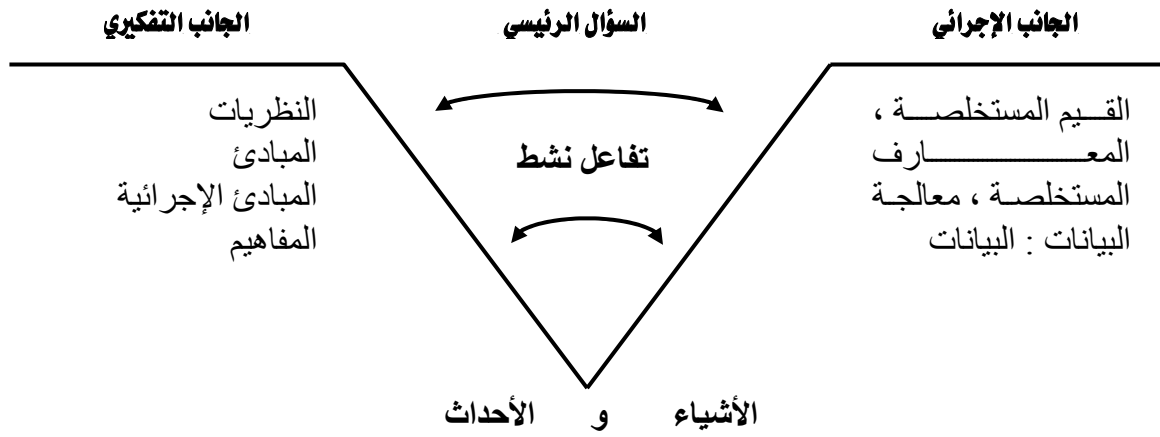 الجانب الإجرائي
السؤال الرئيسي
الجانب التفكيري
القيم المستخلصة ،
المعارف
المستخلصة ، معالجة
البيانات : البيانات
تفاعل نشط
النظريات
المبادئ
المبادئ الإجرائية
المفاهيم
الأشياء و الأحداث